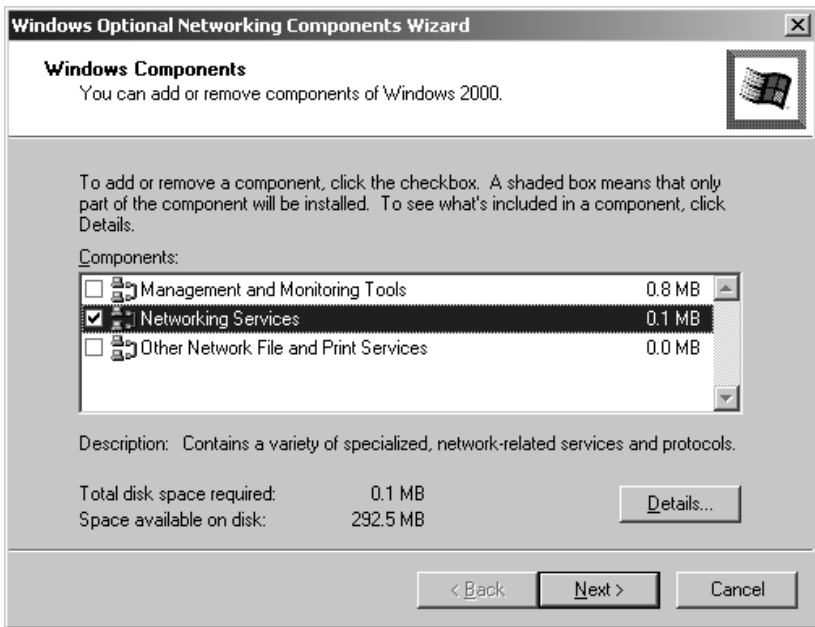 Windows Optional Networking Components Wizard
Windows Components
You can add or remove components of Windows 2000.
To add or remove a component, click the checkbox. A shaded box means that only
part of the component will be installed. To see what's included in a component, click
Details.
Components:
Management and Monitoring Tools 0.8 MB
Networking Services 0.1 MB
Other Network File and Print Services 0.0 MB
Description: Contains a variety of specialized, network-related services and protocols.
Total disk space required: 0.1 MB
Space available on disk: 292.5 MB
Details...
< Back Next > Cancel